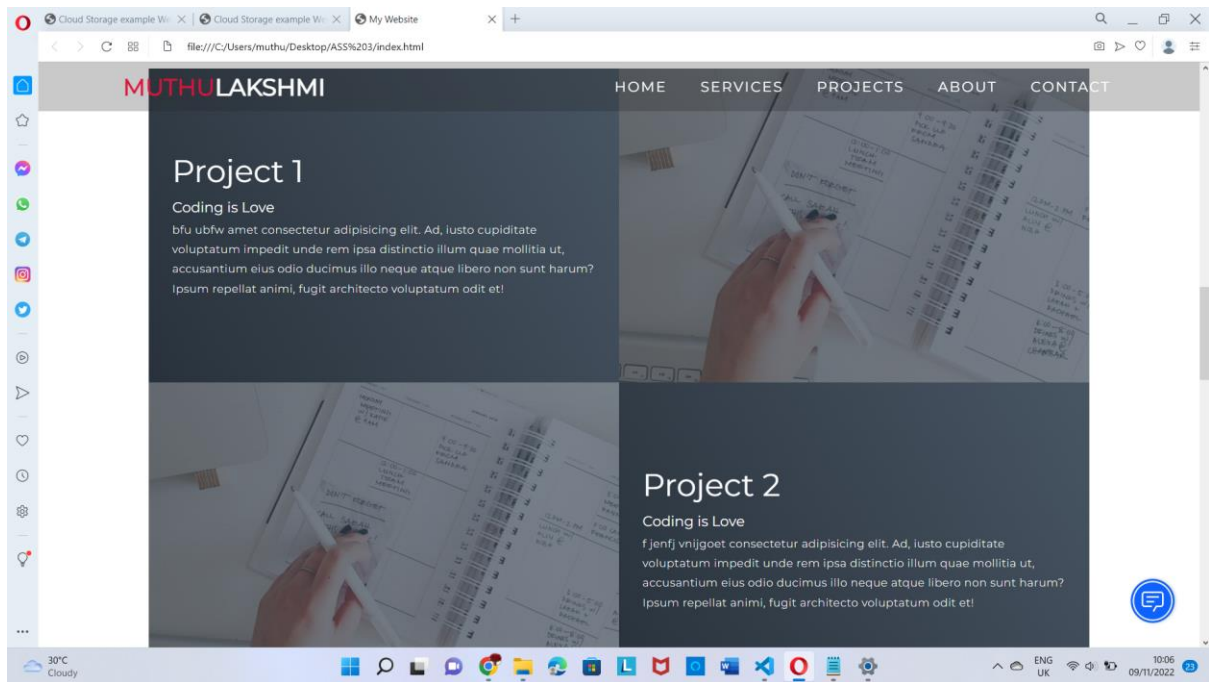 Cloud Storage example We
Cloud Storage example We
My Website
file:///C:/Users/muthu/Desktop/ASS%203/index.html
MUTHULAKSHMI
HOME
SERVICES
PROJECTS
ABOUT
CONTACT
Project 1
Coding is Love
bfu ubfw amet consectetur adipisicing elit. Ad, iusto cupiditate
voluptatum impedit unde rem ipsa distinctio illum quae mollitia ut,
accusantium eius odio ducimus illo neque atque libero non sunt harum?
Ipsum repellat animi, fugit architecto voluptatum odit et!
DON'T FORGET
CALL SARAH
Project 2
Coding is Love
f jenfj vnijgoet consectetur adipisicing elit. Ad, iusto cupiditate
voluptatum impedit unde rem ipsa distinctio illum quae mollitia ut,
accusantium eius odio ducimus illo neque atque libero non sunt harum?
Ipsum repellat animi, fugit architecto voluptatum odit et!
30°C
Cloudy
ENG
UK
10:06
09/11/2022
23